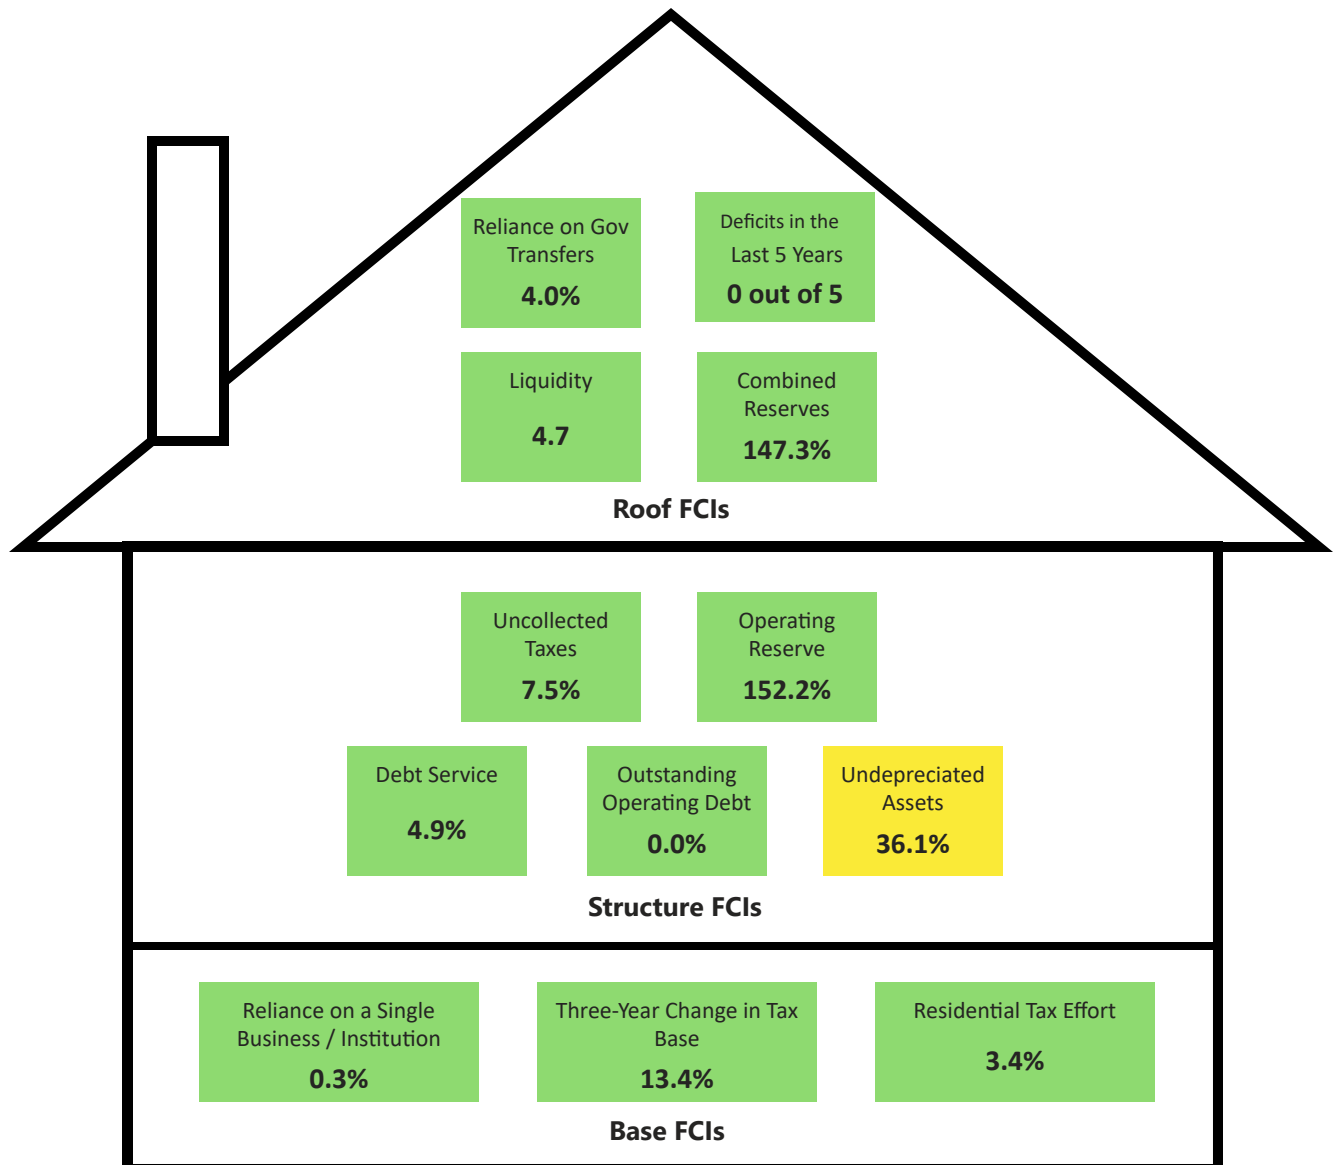 Reliance on Gov
Transfers
4.0%
Deficits in the
Last 5 Years
0 out of 5
Liquidity
4.7
Combined
Reserves
147.3%
Roof FCIs
Uncollected
Taxes
7.5%
Operating
Reserve
152.2%
Debt Service
4.9%
Outstanding
Operating Debt
0.0%
Undepreciated
Assets
36.1%
Structure FCIs
Reliance on a Single
Business / Institution
0.3%
Three-Year Change in Tax
Base
13.4%
Residential Tax Effort
3.4%
Base FCIs